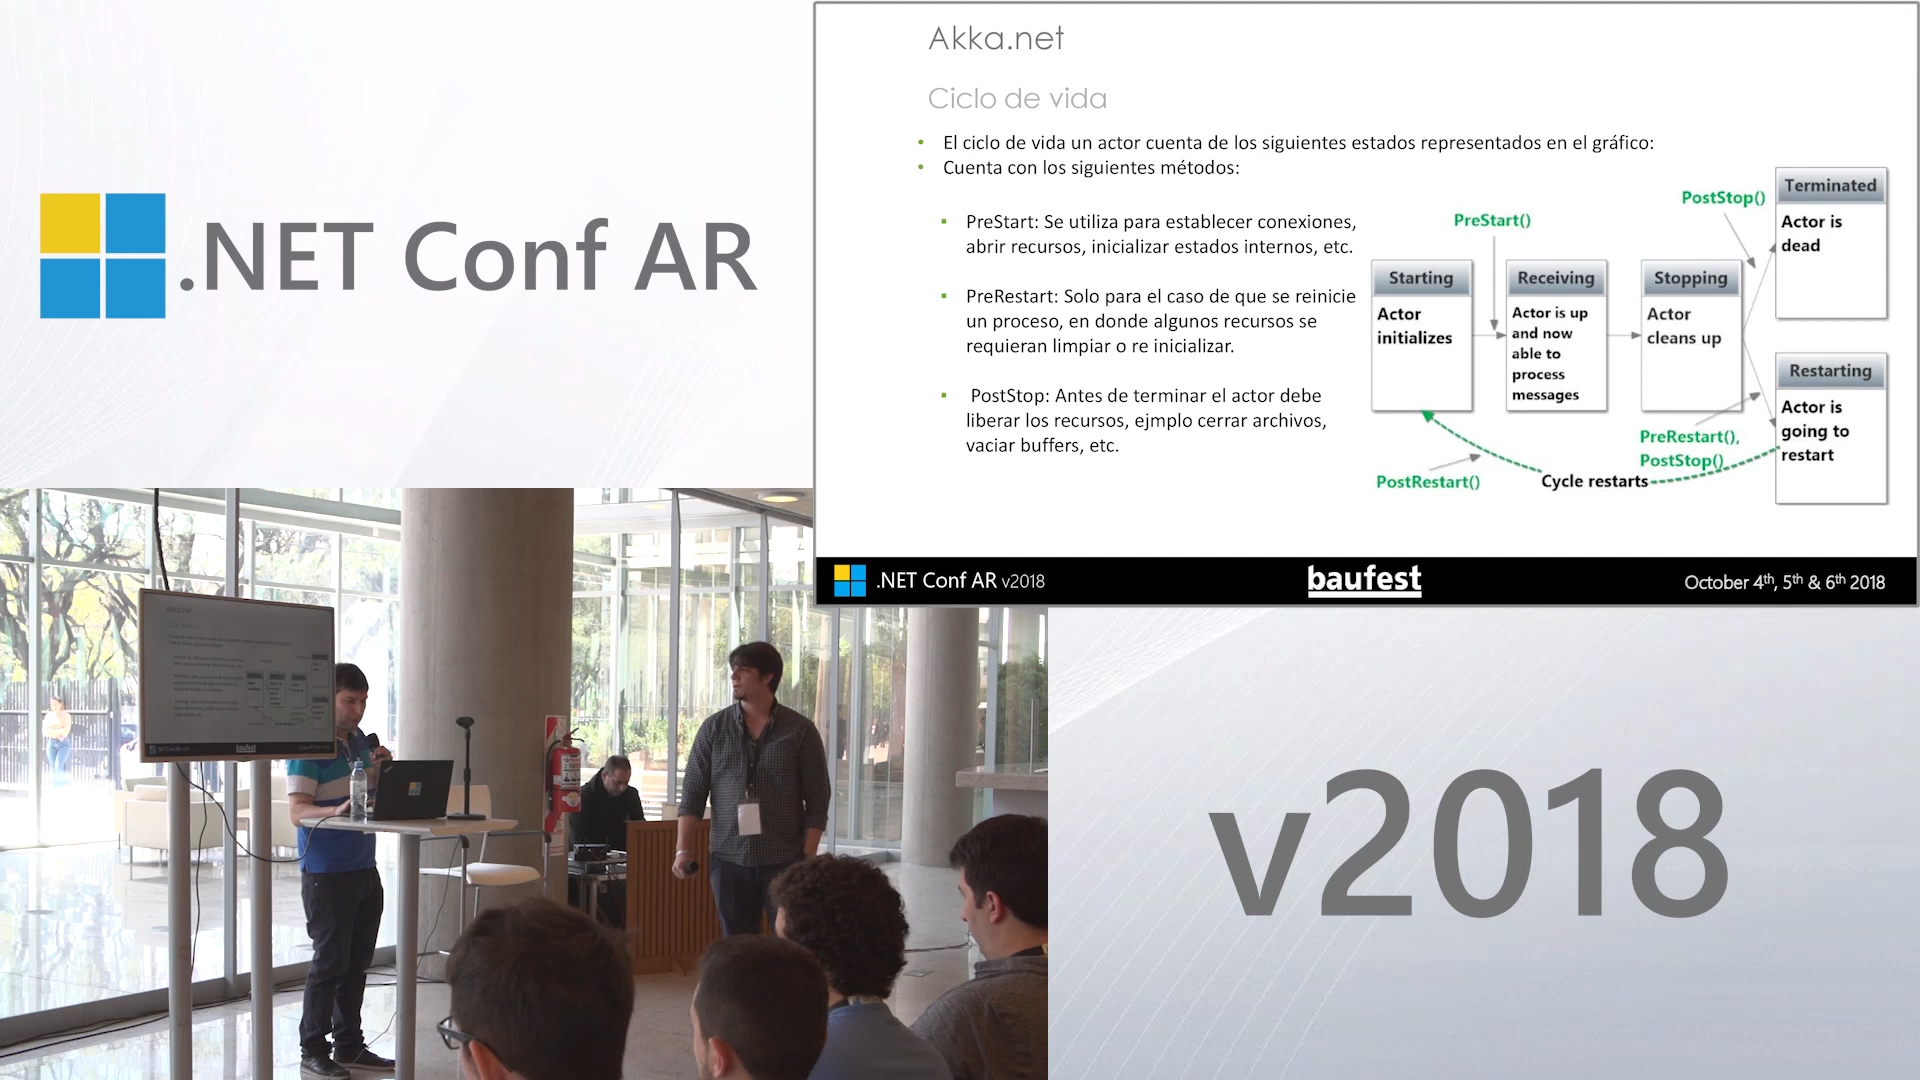 .NET Conf AR
Akka.net
Ciclo de vida
• El ciclo de vida un actor cuenta de los siguientes estados representados en el gráfico:
• Cuenta con los siguientes métodos:
▪ PreStart: Se utiliza para establecer conexiones,
abrir recursos, inicializar estados internos, etc.
▪ PreRestart: Solo para el caso de que se reinicie
un proceso, en donde algunos recursos se
requieran limpiar o re inicializar.
▪ PostStop: Antes de terminar el actor debe
liberar los recursos, ejmplo cerrar archivos,
vaciar buffers, etc.
PreStart()
PostStop()
Starting
Actor
initializes
Receiving
Actor is up
and now
able to
process
messages
Stopping
Actor
cleans up
Terminated
Actor is
dead
Restarting
Actor is
going to
restart
PreRestart(),
PostStop()
PostRestart()
Cycle restarts
.NET Conf AR v2018
baufest
October 4th, 5th & 6th 2018
baufest
v2018